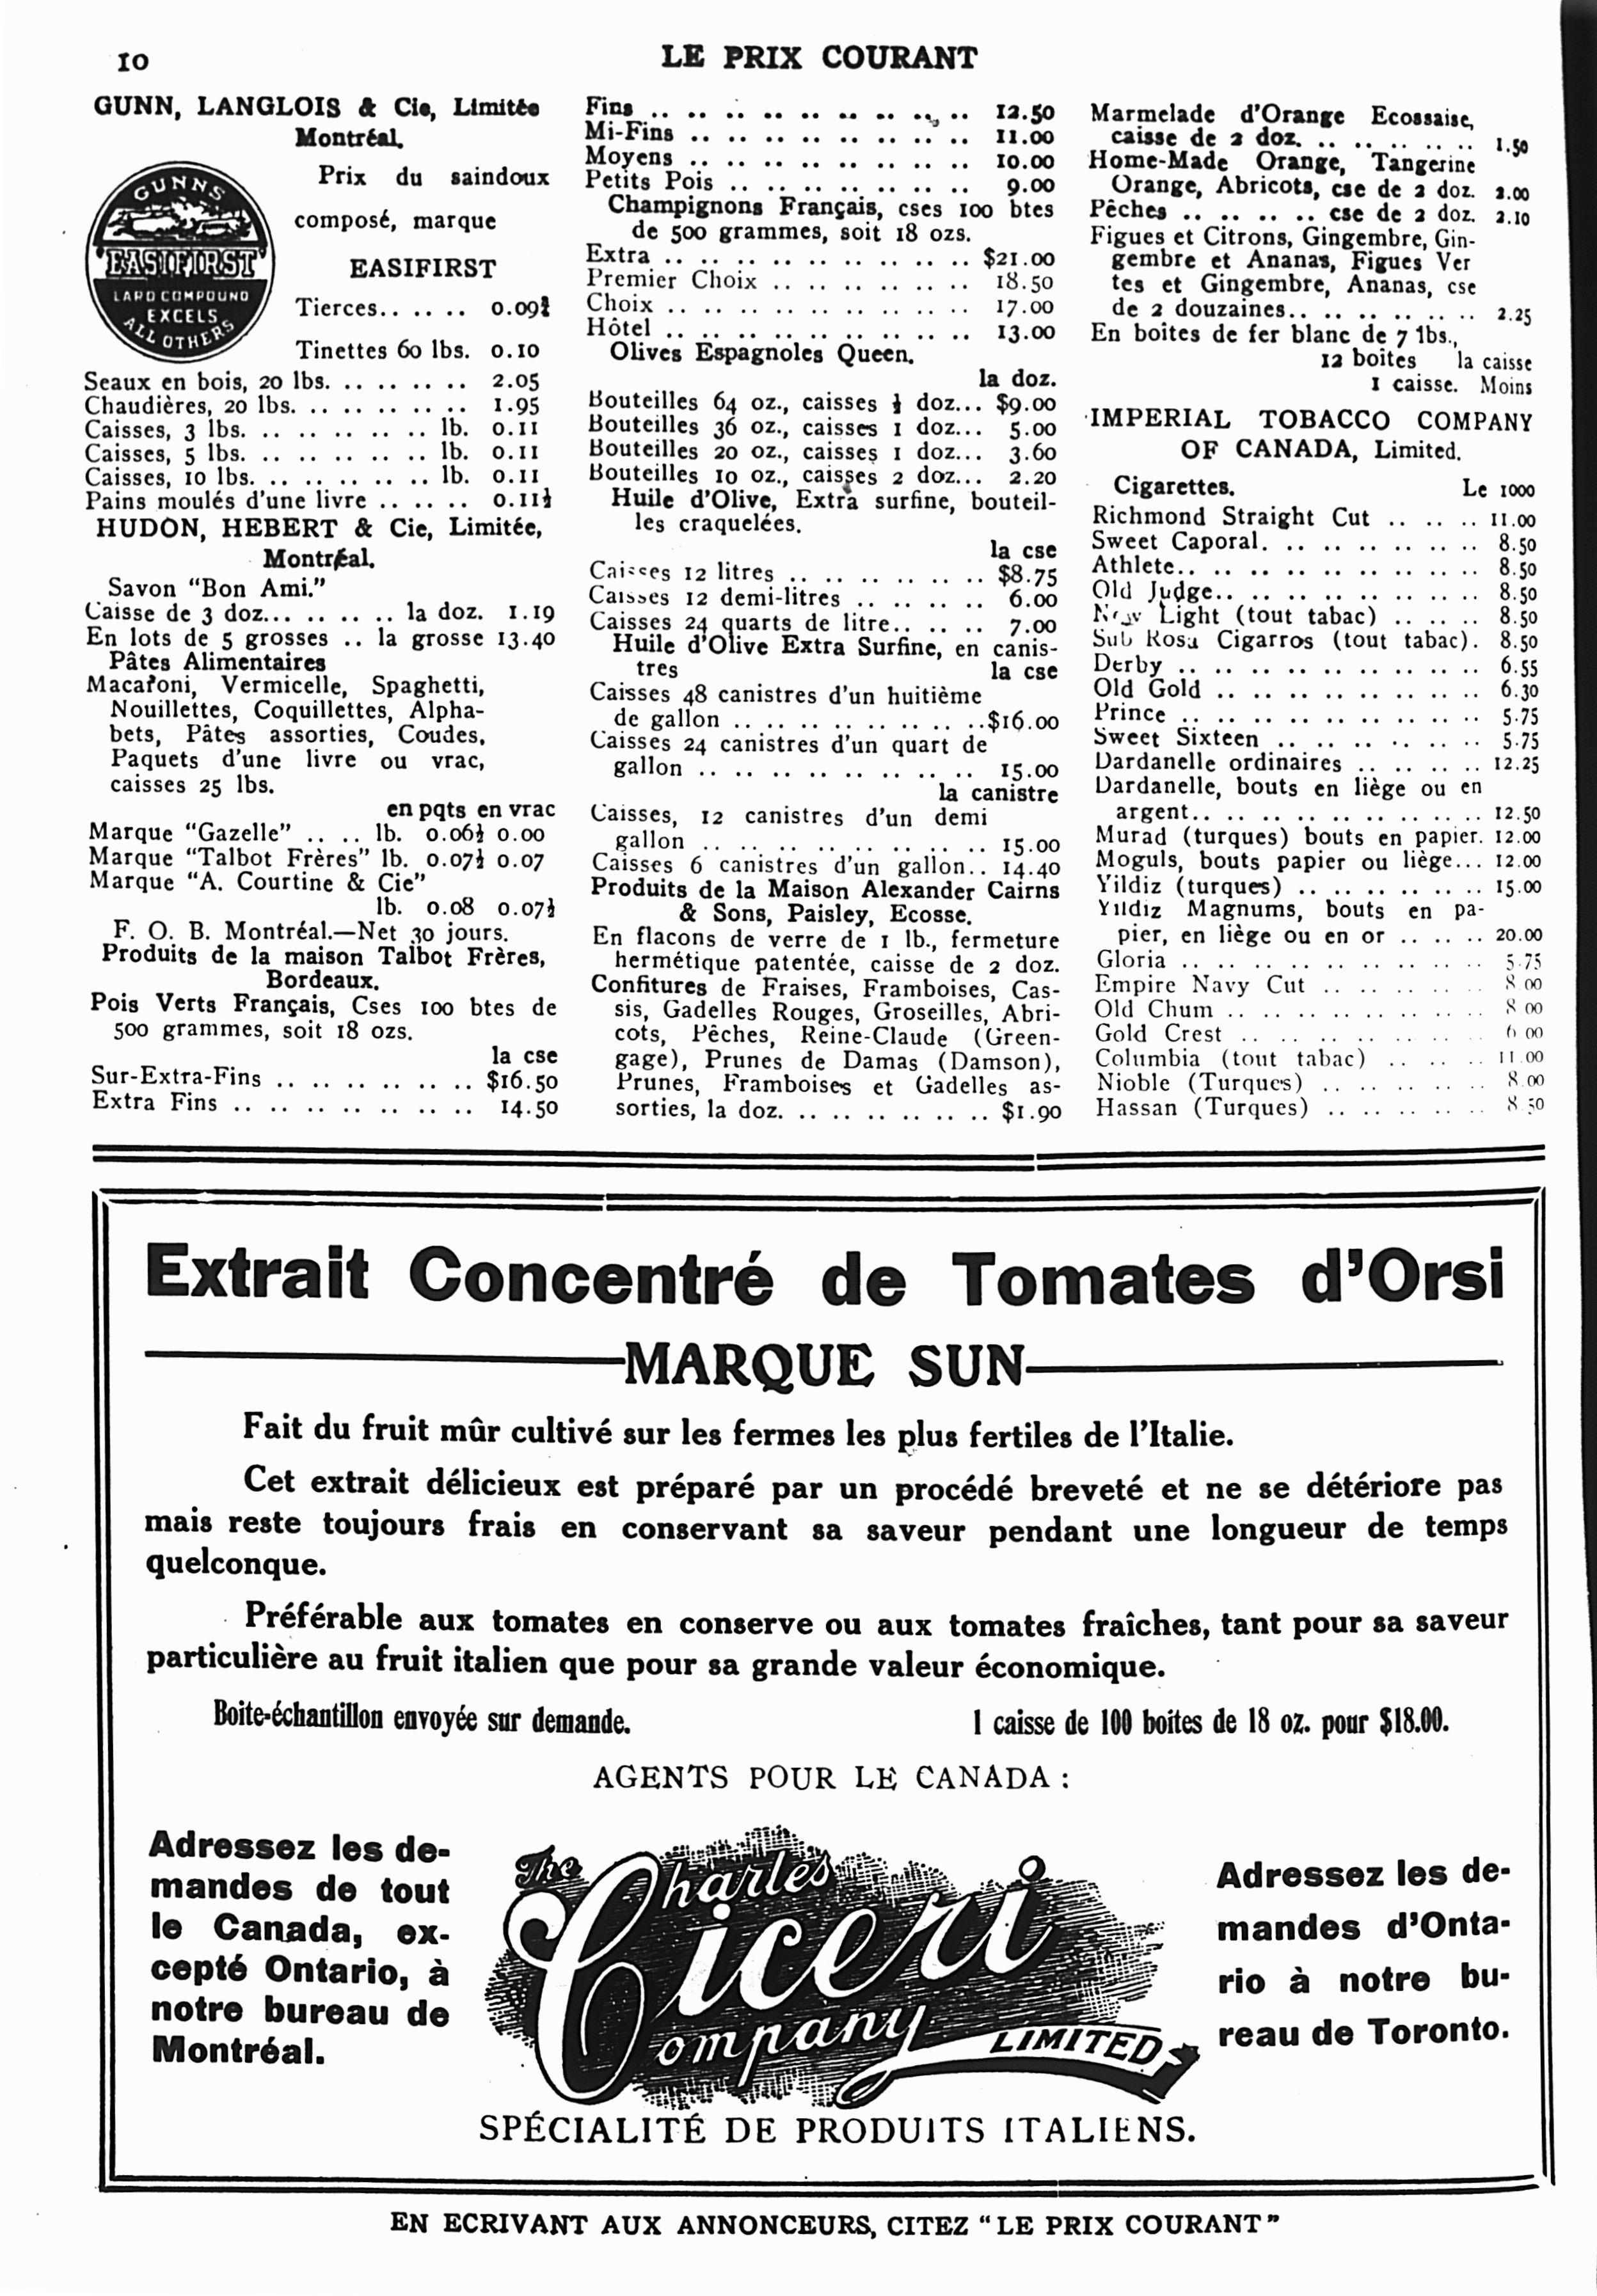 10
LE PRIX COURANT
GUNN, LANGLOIS & Cie, Limitée
Montréal.
GUNNS
"EASIFIRST"
LARD COMPOUND
EXCELS
ALL OTHERS
Prix du saindoux
composé, marque
EASIFIRST
Tierces.. .. .. 0.09¾
Tinettes 60 lbs. 0.10
Seaux en bois, 20 lbs. .. .. .. .. 2.05
Chaudières, 20 lbs. .. .. .. .. .. 1.95
Caisses, 3 lbs. .. .. .. .. .. lb. 0.11
Caisses, 5 lbs. .. .. .. .. .. lb. 0.11
Caisses, 10 lbs. .. .. .. .. .. lb. 0.11
Pains moulés d'une livre .. .. .. 0.11½
HUDON, HEBERT & Cie, Limitée,
Montréal.
Savon "Bon Ami."
Caisse de 3 doz... .. .. .. la doz. 1.19
En lots de 5 grosses .. la grosse 13.40
Pâtes Alimentaires
Macaroni, Vermicelle, Spaghetti,
Nouillettes, Coquillettes, Alpha-
bets, Pâtes assorties, Coudes,
Paquets d'une livre ou vrac,
caisses 25 lbs.
en pqts en vrac
Marque "Gazelle" .. .. lb. 0.06½ 0.00
Marque "Talbot Frères" lb. 0.07½ 0.07
Marque "A. Courtine & Cie"
lb. 0.08 0.07½
F. O. B. Montréal.—Net 30 jours.
Produits de la maison Talbot Frères,
Bordeaux.
Pois Verts Français, Cses 100 btes de
500 grammes, soit 18 ozs.
la cse
Sur-Extra-Fins .. .. .. .. .. .. $16.50
Extra Fins .. .. .. .. .. .. .. 14.50
Fins .. .. .. .. .. .. .. .. .. 12.50
Mi-Fins .. .. .. .. .. .. .. .. 11.00
Moyens .. .. .. .. .. .. .. .. 10.00
Petits Pois .. .. .. .. .. .. .. 9.00
Champignons Français, cses 100 btes
de 500 grammes, soit 18 ozs.
Extra .. .. .. .. .. .. .. .. .. $21.00
Premier Choix .. .. .. .. .. .. 18.50
Choix .. .. .. .. .. .. .. .. .. 17.00
Hôtel .. .. .. .. .. .. .. .. .. 13.00
Olives Espagnoles Queen.
la doz.
Bouteilles 64 oz., caisses ½ doz... $9.00
Bouteilles 36 oz., caisses 1 doz... 5.00
Bouteilles 20 oz., caisses 1 doz... 3.60
Bouteilles 10 oz., caisses 2 doz... 2.20
Huile d'Olive, Extra surfine, bouteil-
les craquelées.
la cse
Caisses 12 litres .. .. .. .. .. .. $8.75
Caisses 12 demi-litres .. .. .. .. 6.00
Caisses 24 quarts de litre.. .. .. 7.00
Huile d'Olive Extra Surfine, en canis-
tres la cse
Caisses 48 canistres d'un huitième
de gallon .. .. .. .. .. .. .. ..$16.00
Caisses 24 canistres d'un quart de
gallon .. .. .. .. .. .. .. .. 15.00
la canistre
Caisses, 12 canistres d'un demi
gallon .. .. .. .. .. .. .. .. 15.00
Caisses 6 canistres d'un gallon.. 14.40
Produits de la Maison Alexander Cairns
& Sons, Paisley, Ecosse.
En flacons de verre de 1 lb., fermeture
hermétique patentée, caisse de 2 doz.
Confitures de Fraises, Framboises, Cas-
sis, Gadelles Rouges, Groseilles, Abri-
cots, Pêches, Reine-Claude (Green-
gage), Prunes de Damas (Damson),
Prunes, Framboises et Gadelles as-
sorties, la doz. .. .. .. .. .. .. $1.90
Marmelade d'Orange Ecossaise,
caisse de 2 doz. .. .. .. .. .. 1.50
Home-Made Orange, Tangerine
Orange, Abricots, cse de 2 doz. 2.00
Pêches .. .. .. .. .. cse de 2 doz. 2.10
Figues et Citrons, Gingembre, Gin-
gembre et Ananas, Figues Ver
tes et Gingembre, Ananas, cse
de 2 douzaines.. .. .. .. .. .. 2.25
En boites de fer blanc de 7 lbs.,
12 boites la caisse
1 caisse. Moins
IMPERIAL TOBACCO COMPANY
OF CANADA, Limited.
Cigarettes. Le 1000
Richmond Straight Cut .. .. .. 11.00
Sweet Caporal. .. .. .. .. .. .. 8.50
Athlete.. .. .. .. .. .. .. .. .. 8.50
Old Judge.. .. .. .. .. .. .. .. 8.50
New Light (tout tabac) .. .. .. 8.50
Sub Rosa Cigarros (tout tabac). 8.50
Derby .. .. .. .. .. .. .. .. .. 6.55
Old Gold .. .. .. .. .. .. .. .. 6.30
Prince .. .. .. .. .. .. .. .. .. 5.75
Sweet Sixteen .. .. .. .. .. .. 5.75
Dardanelle ordinaires .. .. .. .. 12.25
Dardanelle, bouts en liège ou en
argent.. .. .. .. .. .. .. .. .. 12.50
Murad (turques) bouts en papier. 12.00
Moguls, bouts papier ou liège... 12.00
Yildiz (turques) .. .. .. .. .. .. 15.00
Yildiz Magnums, bouts en pa-
pier, en liège ou en or .. .. .. 20.00
Gloria .. .. .. .. .. .. .. .. .. 5.75
Empire Navy Cut .. .. .. .. .. 8.00
Old Chum .. .. .. .. .. .. .. .. 8.00
Gold Crest .. .. .. .. .. .. .. 6.00
Columbia (tout tabac) .. .. .. 11.00
Nioble (Turques) .. .. .. .. .. 8.00
Hassan (Turques) .. .. .. .. .. 8.50
Extrait Concentré de Tomates d'Orsi
MARQUE SUN
Fait du fruit mûr cultivé sur les fermes les plus fertiles de l'Italie.
Cet extrait délicieux est préparé par un procédé breveté et ne se détériore pas
mais reste toujours frais en conservant sa saveur pendant une longueur de temps
quelconque.
Préférable aux tomates en conserve ou aux tomates fraîches, tant pour sa saveur
particulière au fruit italien que pour sa grande valeur économique.
Boite-échantillon envoyée sur demande. 1 caisse de 100 boites de 18 oz. pour $18.00.
AGENTS POUR LE CANADA :
Adressez les de-
mandes de tout
le Canada, ex-
cepté Ontario, à
notre bureau de
Montréal.
The Charles
Ciceri
Company
LIMITED
Adressez les de-
mandes d'Onta-
rio à notre bu-
reau de Toronto.
SPÉCIALITÉ DE PRODUITS ITALIENS.
EN ECRIVANT AUX ANNONCEURS, CITEZ "LE PRIX COURANT"